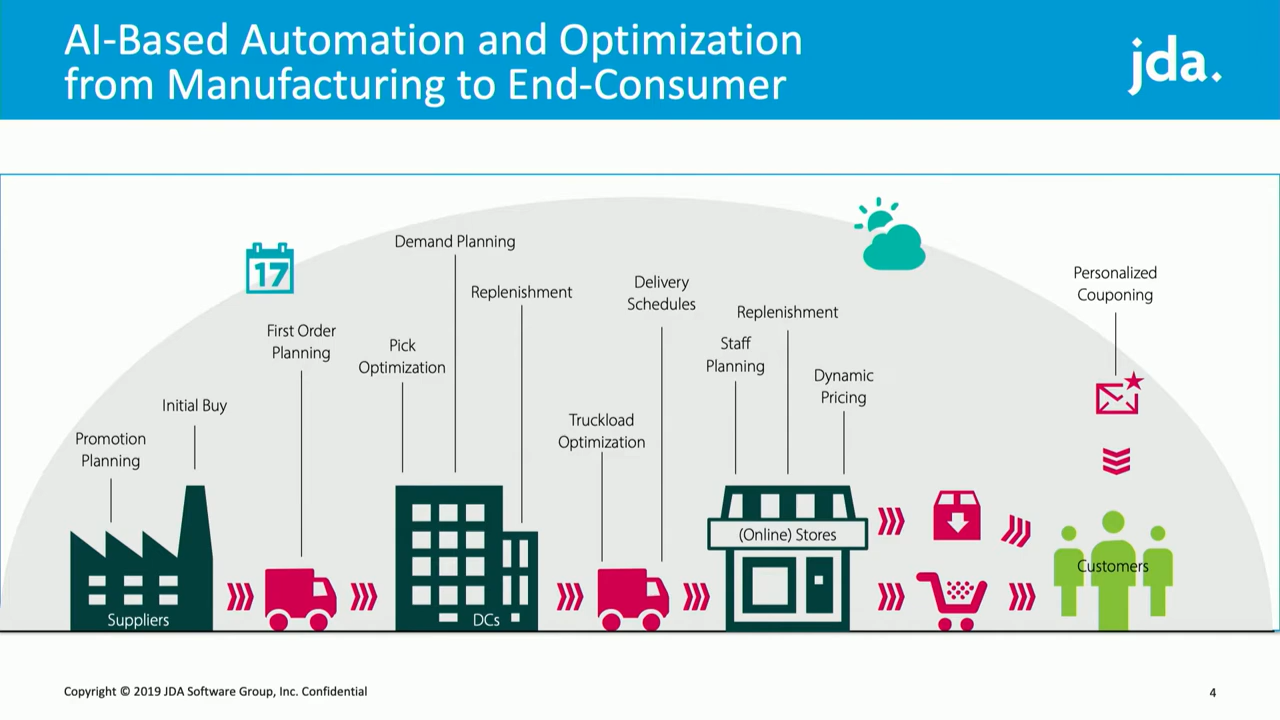 AI-Based Automation and Optimization
from Manufacturing to End-Consumer
jda.
17
Demand Planning
Replenishment
Delivery
Schedules
Personalized
Couponing
First Order
Planning
Pick
Optimization
Replenishment
Staff
Planning
Dynamic
Pricing
Initial Buy
Promotion
Planning
Truckload
Optimization
(Online) Stores
Customers
Suppliers
DCs
Copyright © 2019 JDA Software Group, Inc. Confidential
4